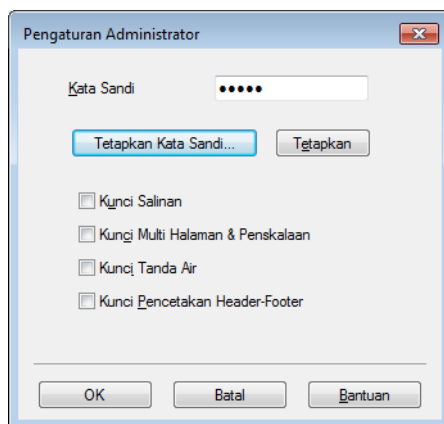 Pengaturan Administrator
Kata Sandi •••••
Tetapkan Kata Sandi... Tetapkan
Kunci Salinan
Kunci Multi Halaman & Penskalaan
Kunci Tanda Air
Kunci Pencetakan Header-Footer
OK Batal Bantuan